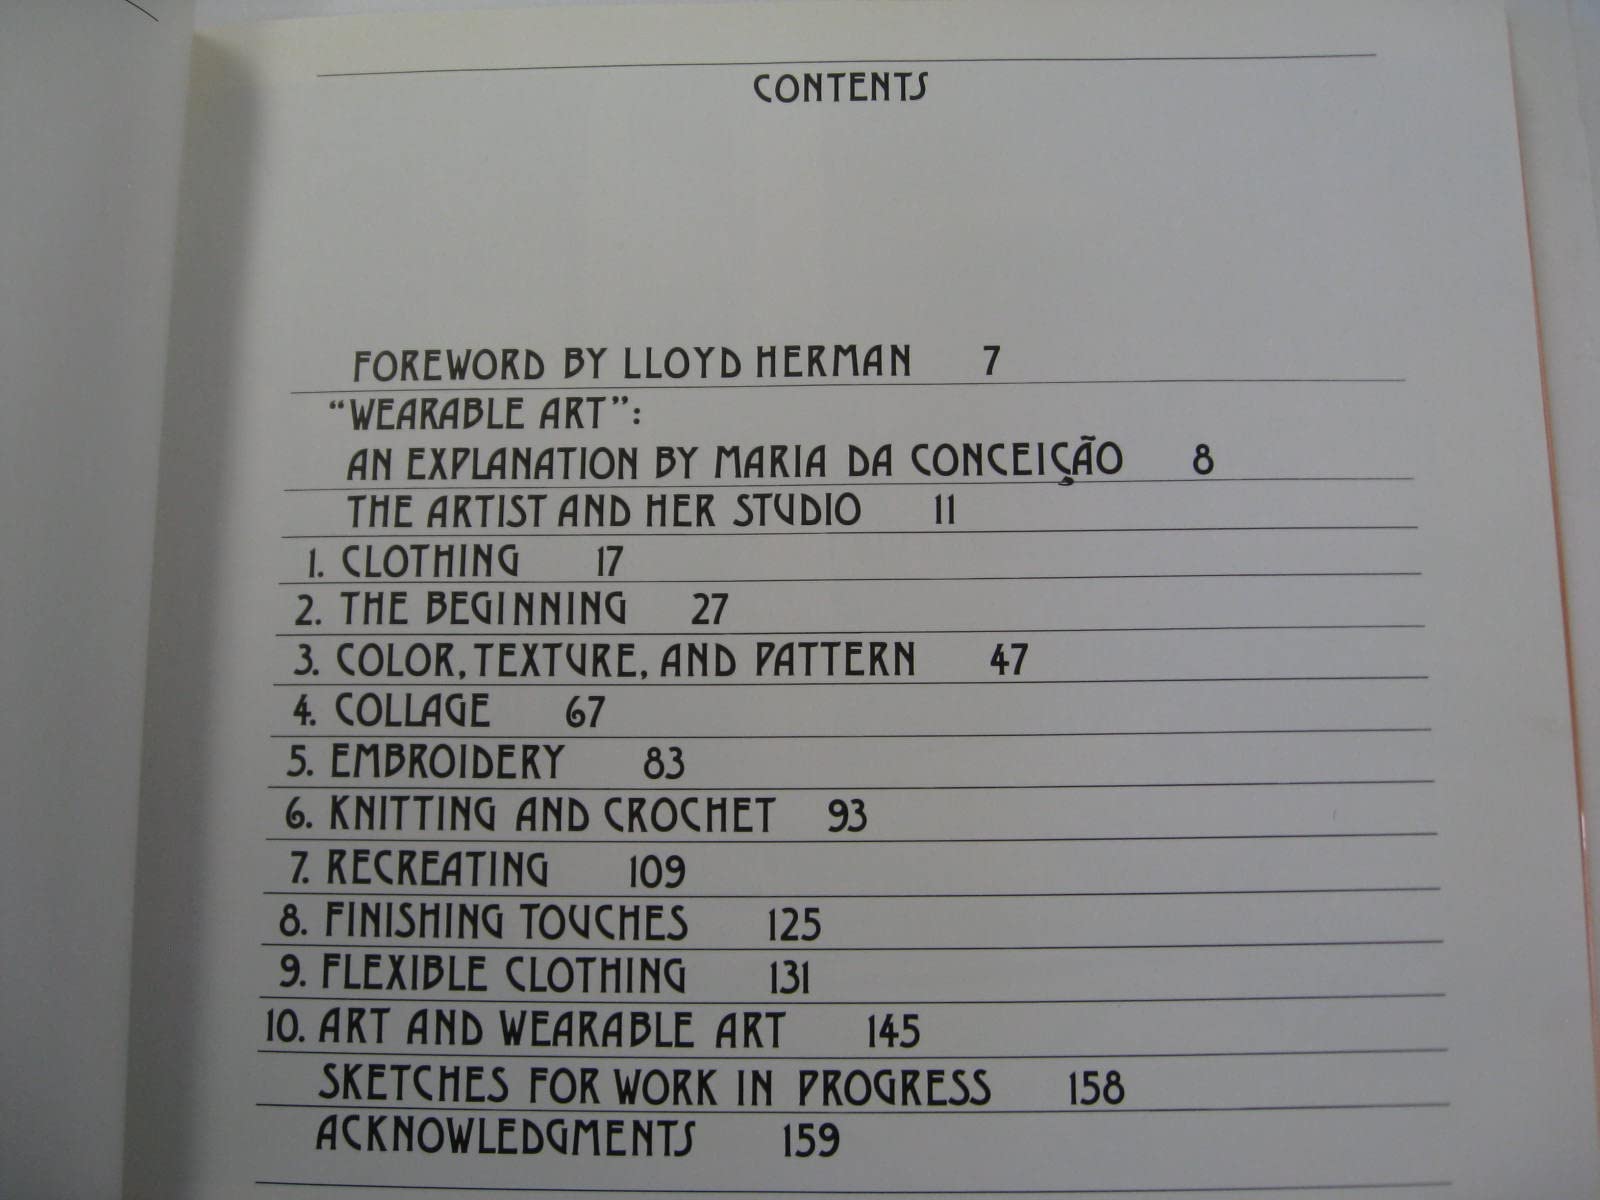 CONTENTS
FOREWORD BY LLOYD HERMAN 7
“WEARABLE ART”:
AN EXPLANATION BY MARIA DA CONCEIÇÃO 8
THE ARTIST AND HER STUDIO 11
1. CLOTHING 17
2. THE BEGINNING 27
3. COLOR, TEXTURE, AND PATTERN 47
4. COLLAGE 67
5. EMBROIDERY 83
6. KNITTING AND CROCHET 93
7. RECREATING 109
8. FINISHING TOUCHES 125
9. FLEXIBLE CLOTHING 131
10. ART AND WEARABLE ART 145
SKETCHES FOR WORK IN PROGRESS 158
ACKNOWLEDGMENTS 159